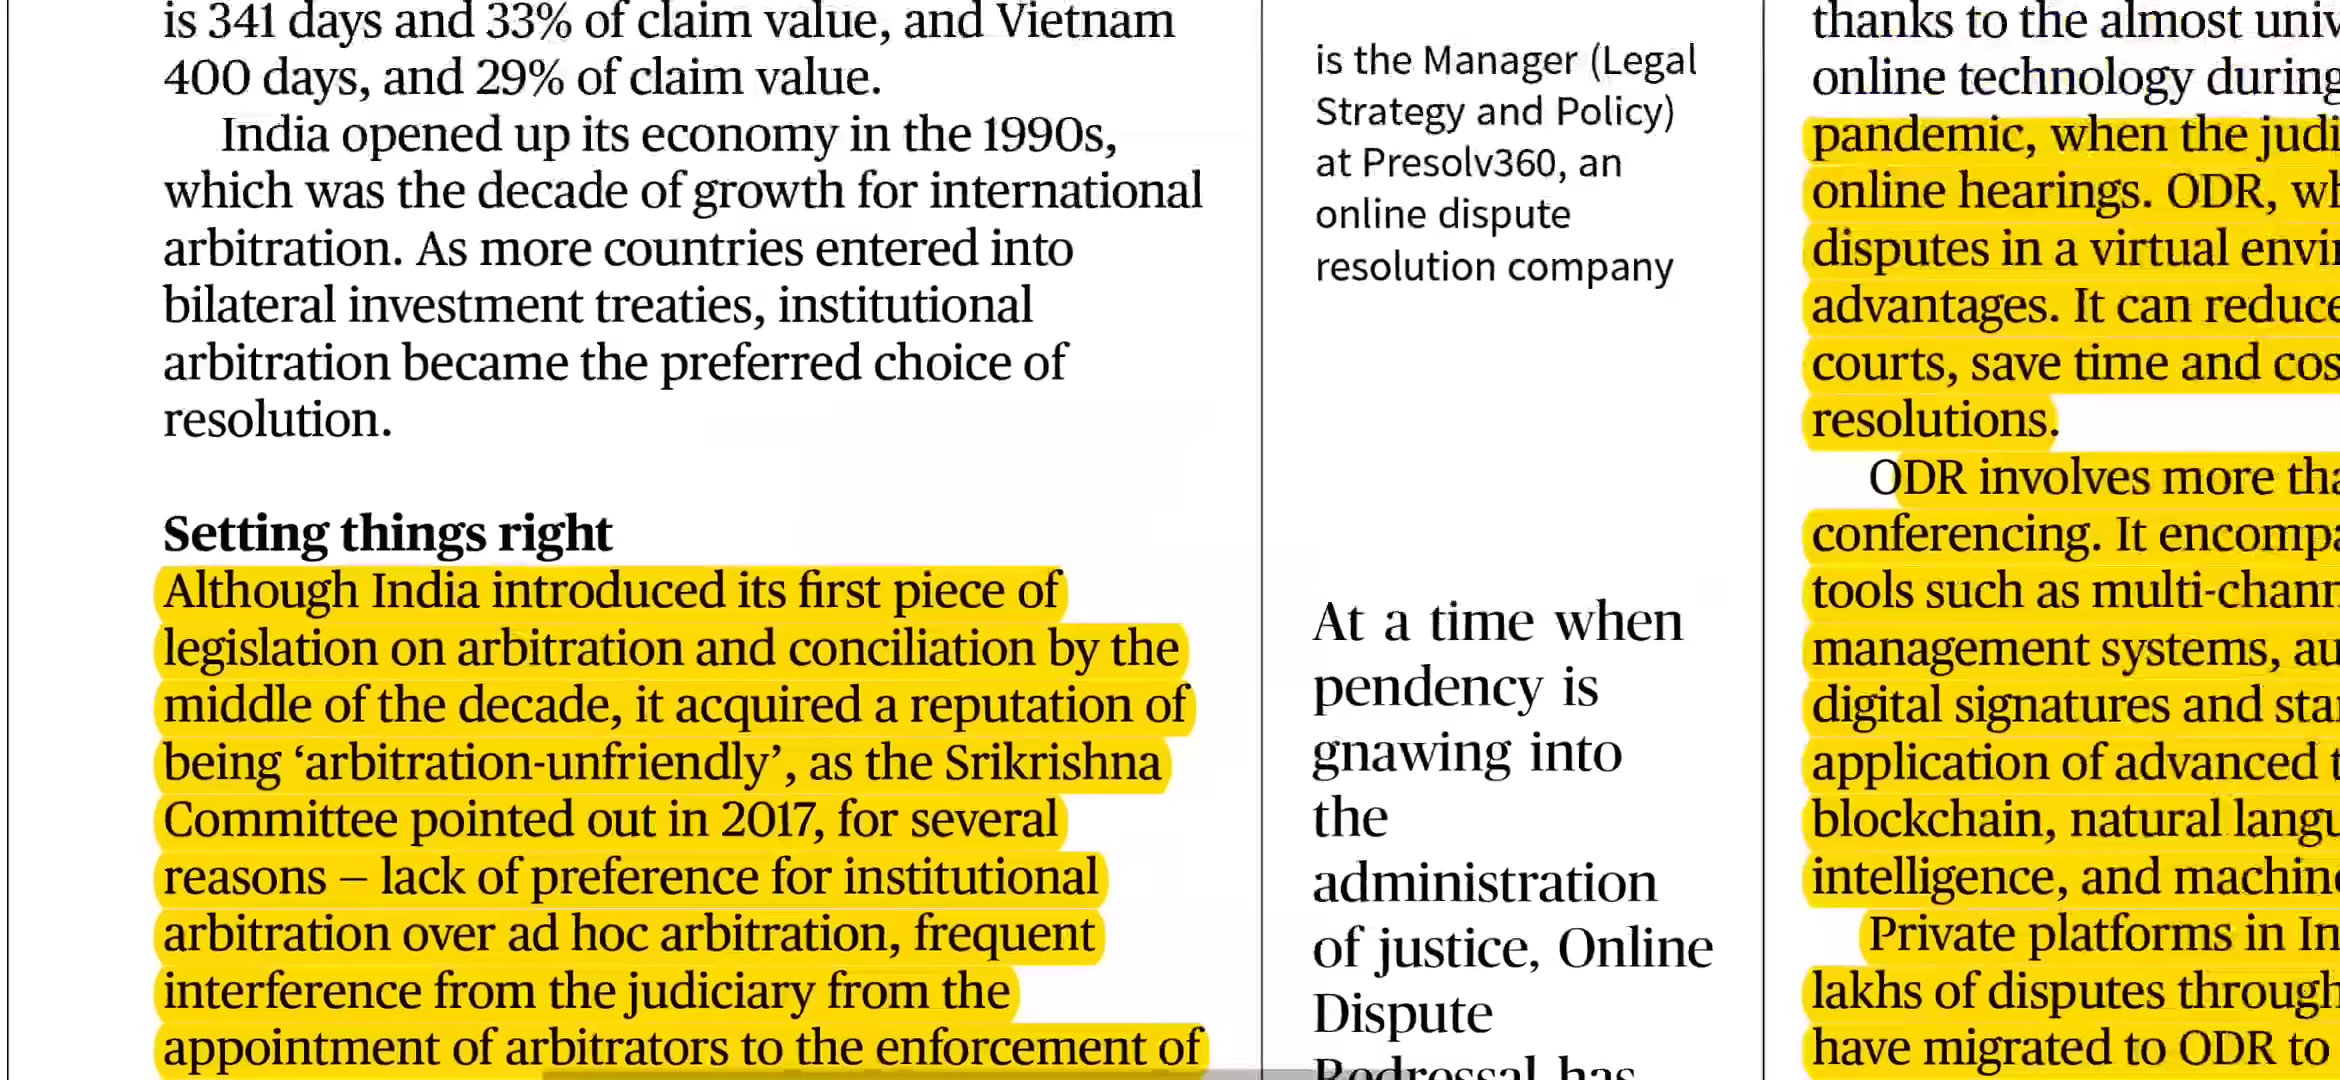 is 341 days and 33% of claim value, and Vietnam
400 days, and 29% of claim value.
India opened up its economy in the 1990s,
which was the decade of growth for international
arbitration. As more countries entered into
bilateral investment treaties, institutional
arbitration became the preferred choice of
resolution.
Setting things right
Although India introduced its first piece of
legislation on arbitration and conciliation by the
middle of the decade, it acquired a reputation of
being ‘arbitration-unfriendly’, as the Srikrishna
Committee pointed out in 2017, for several
reasons – lack of preference for institutional
arbitration over ad hoc arbitration, frequent
interference from the judiciary from the
appointment of arbitrators to the enforcement of
is the Manager (Legal
Strategy and Policy)
at Presolv360, an
online dispute
resolution company
At a time when
pendency is
gnawing into
the
administration
of justice, Online
Dispute
Redressal has
thanks to the almost
online technology during
pandemic, when the
online hearings. ODR,
disputes in a virtual
advantages. It can
courts, save time and
resolutions.
ODR involves more
conferencing. It
tools such as
management systems,
digital signatures and
application of advanced
blockchain, natural
intelligence, and
Private platforms in
lakhs of disputes through
have migrated to ODR to